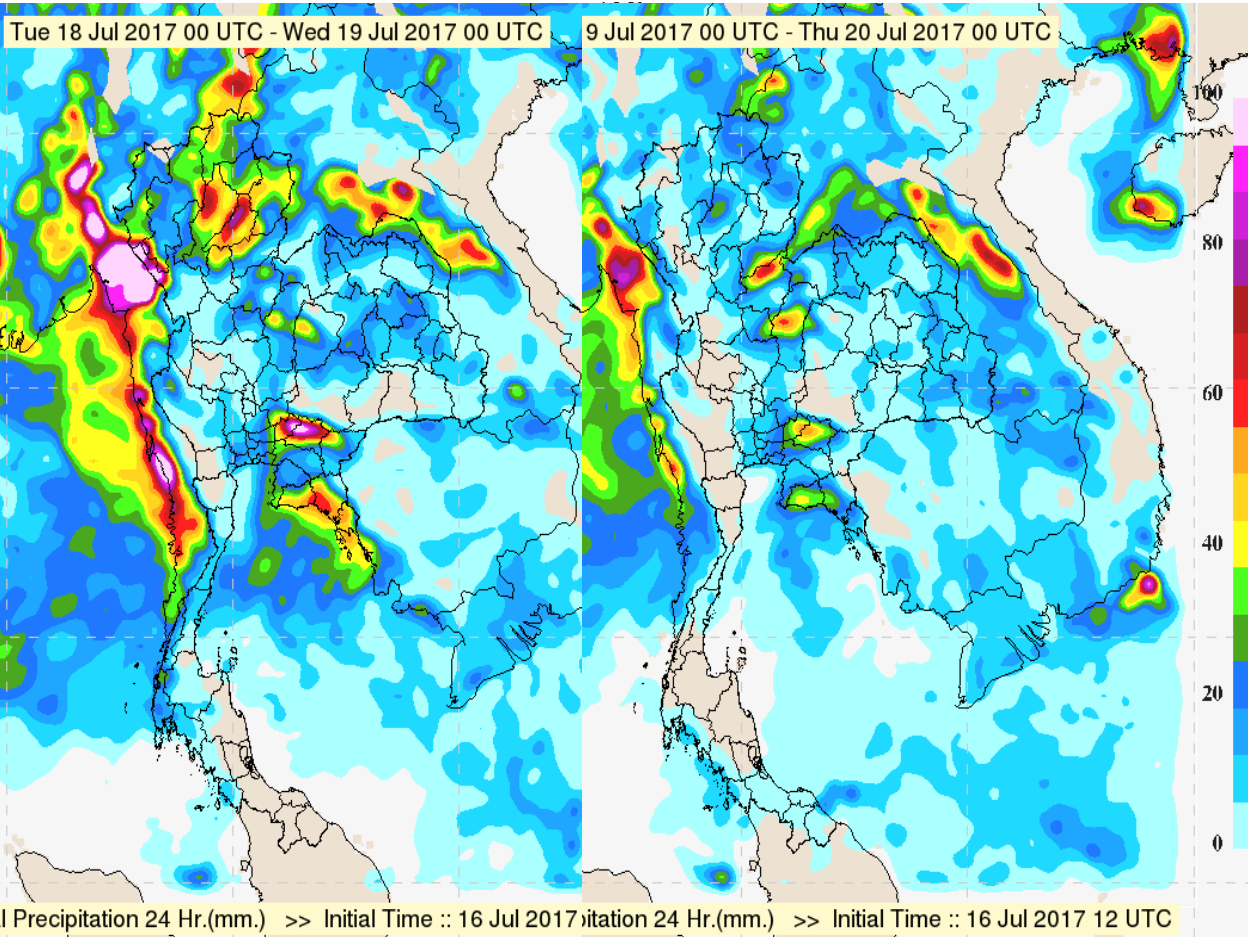 Tue 18 Jul 2017 00 UTC - Wed 19 Jul 2017 00 UTC
9 Jul 2017 00 UTC - Thu 20 Jul 2017 00 UTC
100
80
60
40
20
0
l Precipitation 24 Hr.(mm.) >> Initial Time :: 16 Jul 2017
itation 24 Hr.(mm.) >> Initial Time :: 16 Jul 2017 12 UTC